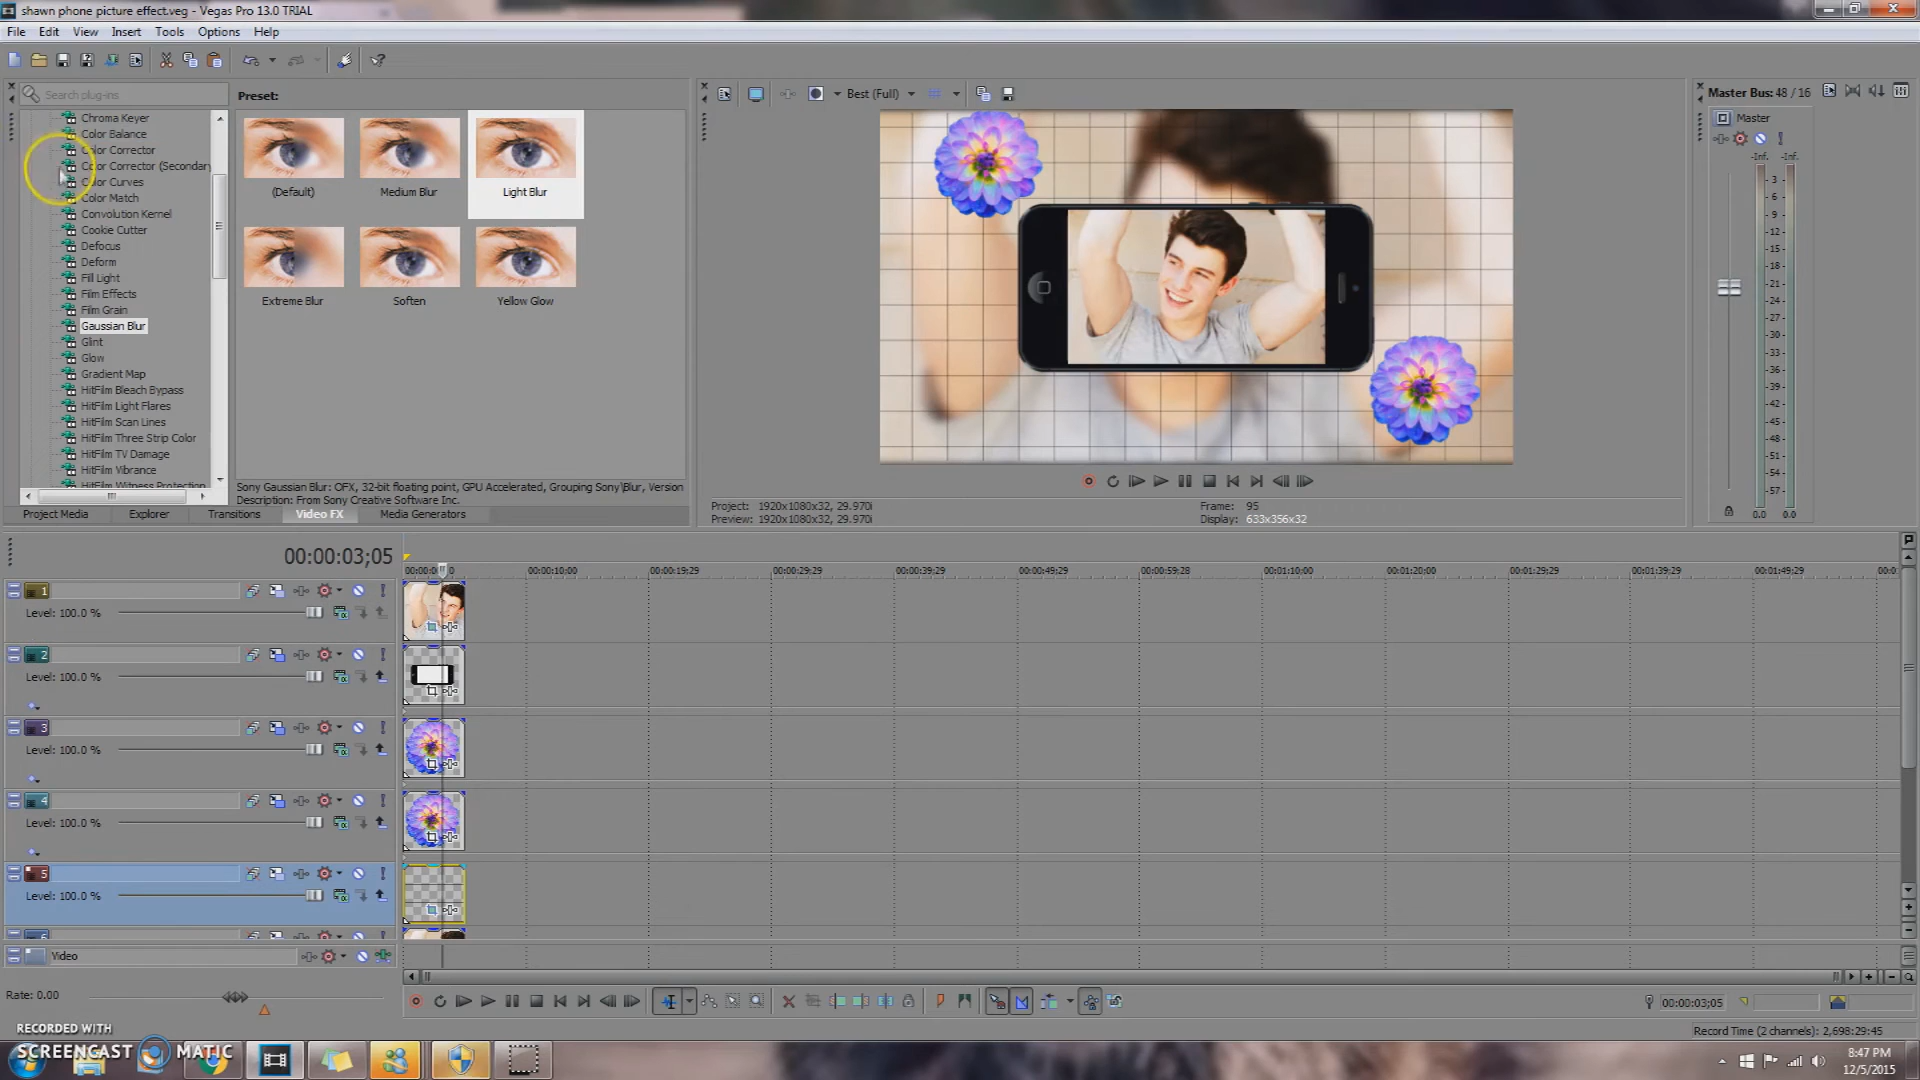 shawn phone picture effect.veg - Vegas Pro 13.0 TRIAL
File Edit View Insert Tools Options Help
Search plug-ins
Preset:
Best (Full)
Master Bus: 48 / 16
Chroma Keyer
Color Balance
Color Corrector
Color Corrector (Secondary
Color Curves
Color Match
Convolution Kernel
Cookie Cutter
Defocus
Deform
Fill Light
Film Effects
Film Grain
Gaussian Blur
Glint
Glow
Gradient Map
HitFilm Bleach Bypass
HitFilm Light Flares
HitFilm Scan Lines
HitFilm Three Strip Color
HitFilm TV Damage
HitFilm Vibrance
HitFilm Witness Protection
(Default) Medium Blur Light Blur
Extreme Blur Soften Yellow Glow
Sony Gaussian Blur: OFX, 32-bit floating point, GPU Accelerated, Grouping Sony\Blur, Version
Description: From Sony Creative Software Inc.
Project Media Explorer Transitions Video FX Media Generators
Project: 1920x1080x32, 29.970i
Preview: 1920x1080x32, 29.970i
Frame: 95
Display: 633x356x32
Master
-Inf. -Inf.
- 3 -
- 6 -
- 9 -
- 12 -
- 15 -
- 18 -
- 21 -
- 24 -
- 27 -
- 30 -
- 33 -
- 36 -
- 39 -
- 42 -
- 45 -
- 48 -
- 51 -
- 54 -
- 57 -
0.0 0.0
00:00:03;05
00:00:10;00 00:00:19;29 00:00:29;29 00:00:39;29 00:00:49;29 00:00:59;28 00:01:10;00 00:01:20;00 00:01:29;29 00:01:39;29 00:01:49;29
1
Level: 100.0 %
2
Level: 100.0 %
3
Level: 100.0 %
4
Level: 100.0 %
5
Level: 100.0 %
6
Video
Rate: 0.00
00:00:03;05
Record Time (2 channels): 2,698:29:45
RECORDED WITH
SCREENCAST MATIC
8:47 PM
12/5/2015